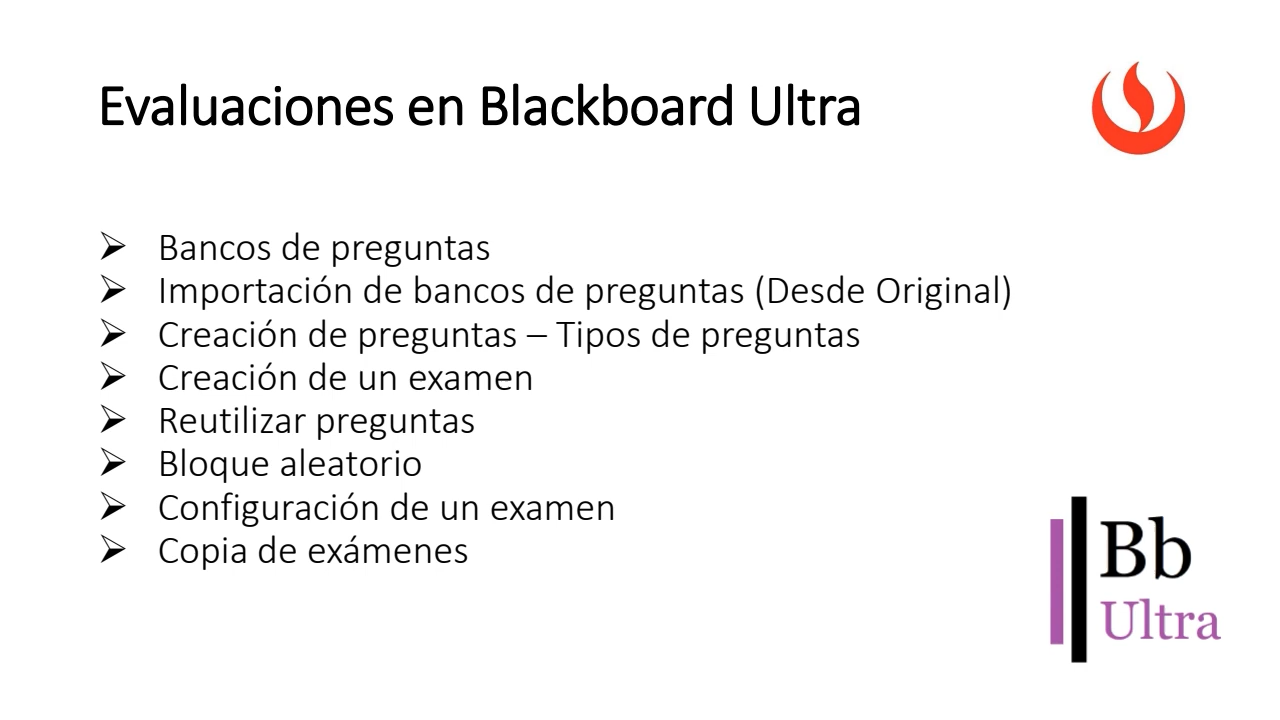 Evaluaciones en Blackboard Ultra
➢ Bancos de preguntas
➢ Importación de bancos de preguntas (Desde Original)
➢ Creación de preguntas – Tipos de preguntas
➢ Creación de un examen
➢ Reutilizar preguntas
➢ Bloque aleatorio
➢ Configuración de un examen
➢ Copia de exámenes
Bb
Ultra